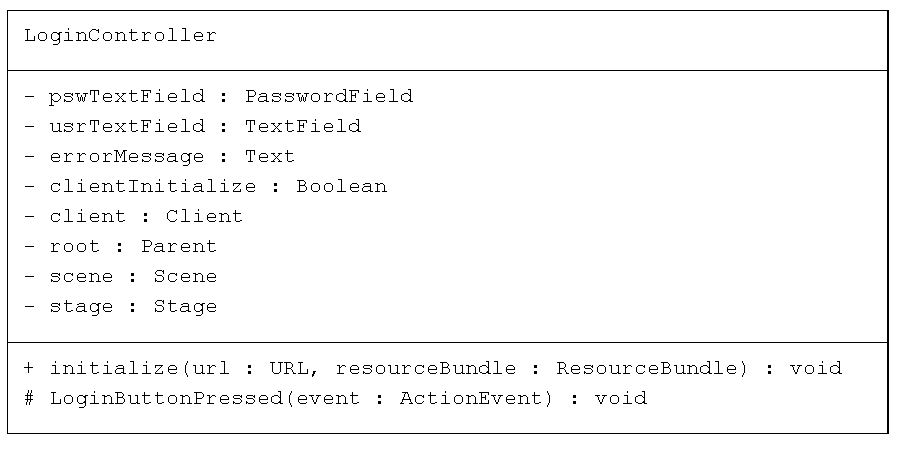 LoginController
- pswTextField : PasswordField
- usrTextField : TextField
- errorMessage : Text
- clientInitialize : Boolean
- client : Client
- root : Parent
- scene : Scene
- stage : Stage
+ initialize(url : URL, resourceBundle : ResourceBundle) : void
# LoginButtonPressed(event : ActionEvent) : void